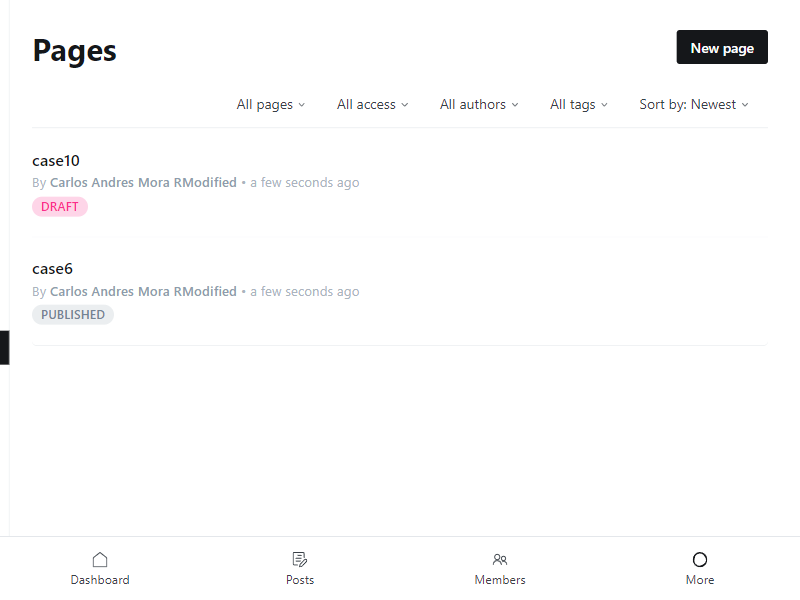 Pages
New page
All pages All access All authors All tags Sort by: Newest
case10
By Carlos Andres Mora RModified • a few seconds ago
DRAFT
case6
By Carlos Andres Mora RModified • a few seconds ago
PUBLISHED
Dashboard Posts Members More